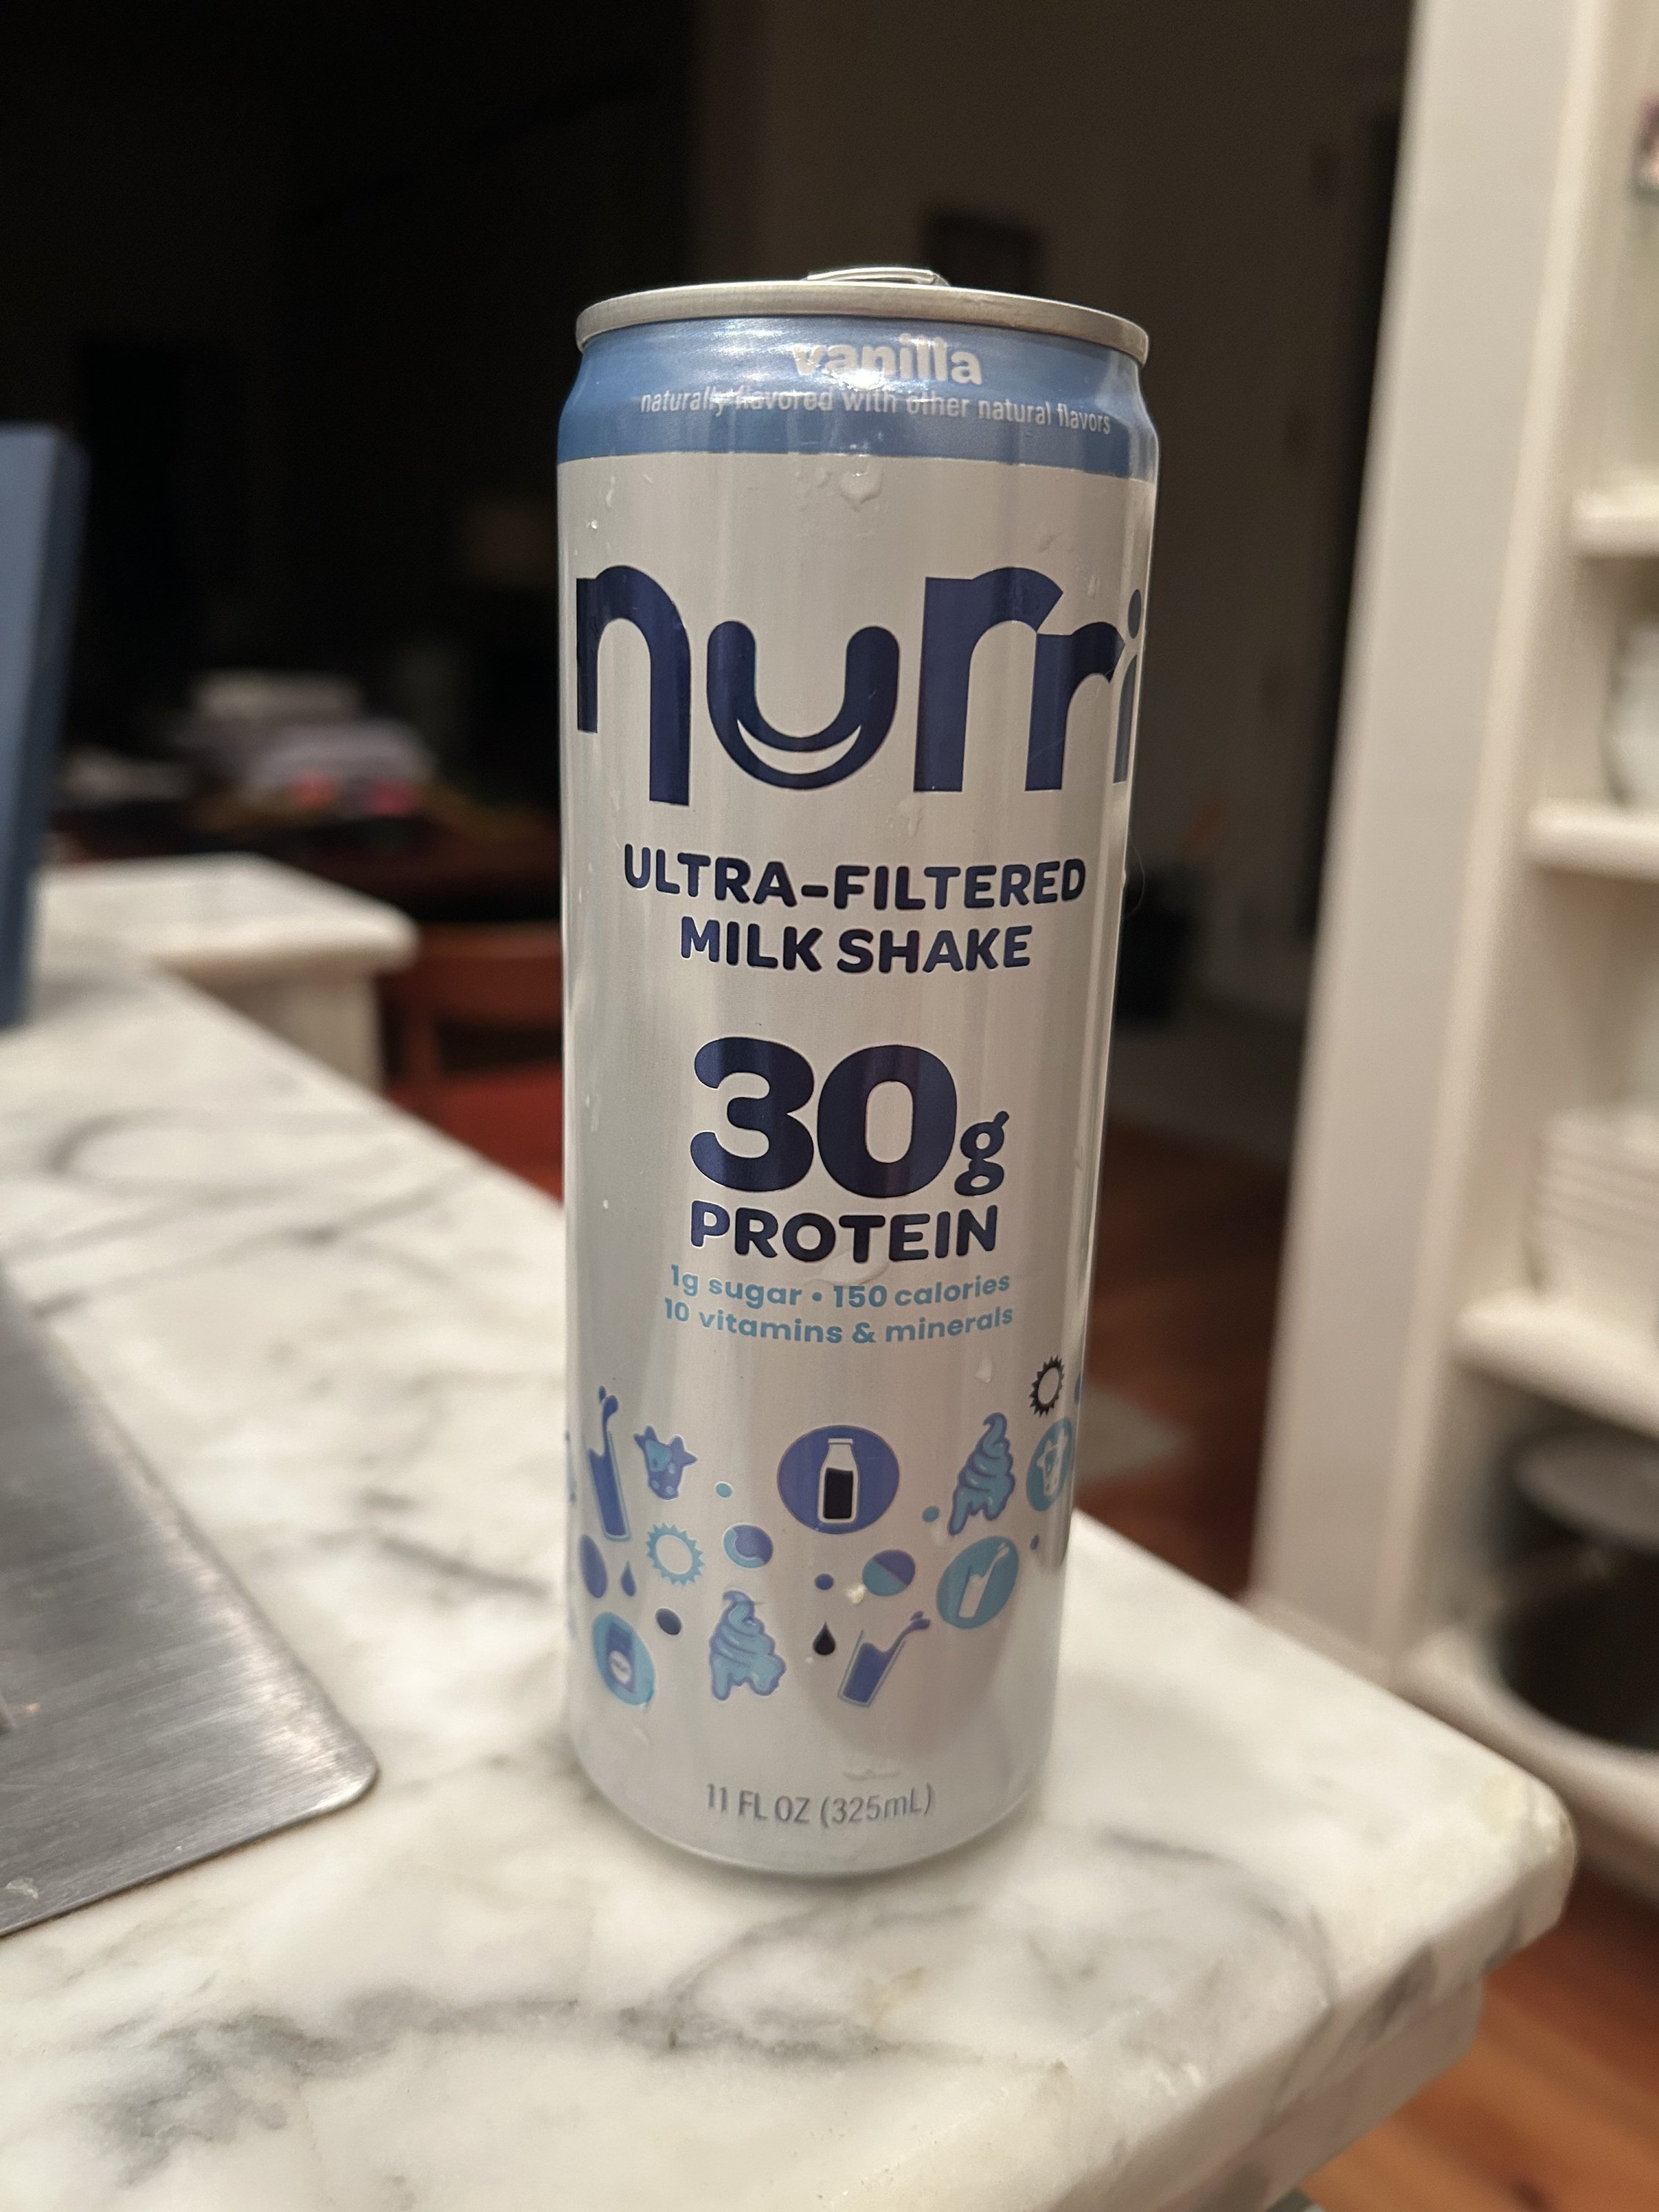 vanilla
naturally flavored with other natural flavors
nurri
ULTRA-FILTERED
MILK SHAKE
30g
PROTEIN
1g sugar • 150 calories
10 vitamins & minerals
11 FL OZ (325mL)